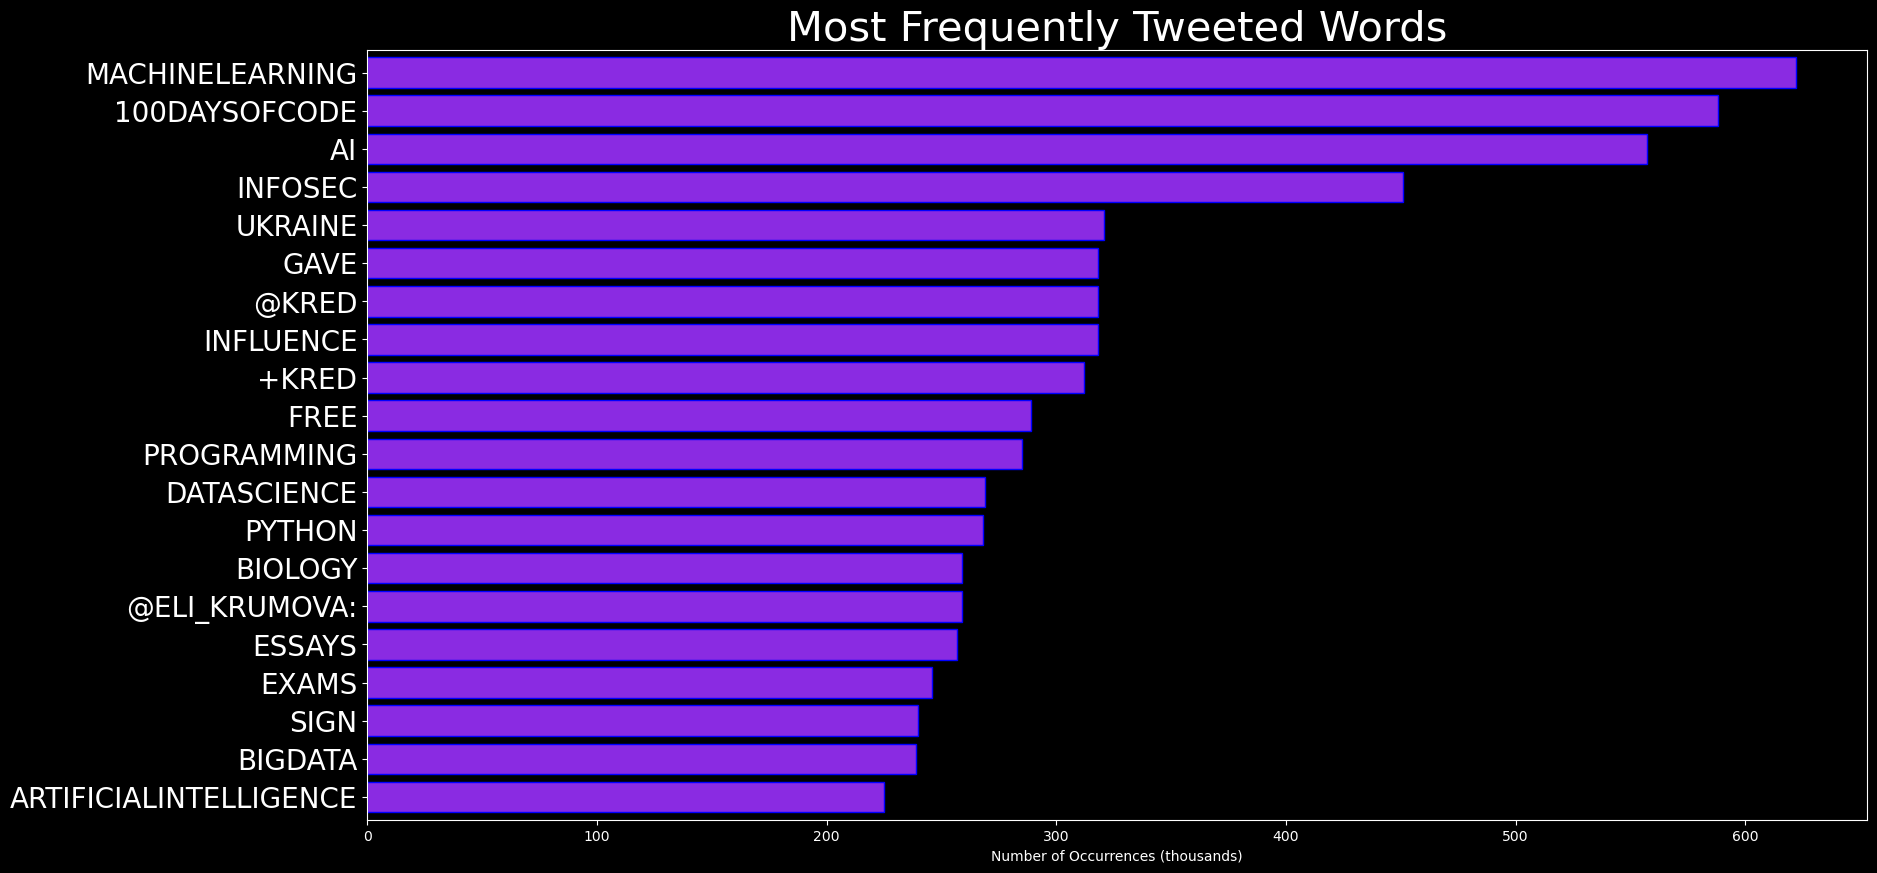 Most Frequently Tweeted Words
MACHINELEARNING
100DAYSOFCODE
AI
INFOSEC
UKRAINE
GAVE
@KRED
INFLUENCE
+KRED
FREE
PROGRAMMING
DATASCIENCE
PYTHON
BIOLOGY
@ELI_KRUMOVA:
ESSAYS
EXAMS
SIGN
BIGDATA
ARTIFICIALINTELLIGENCE
0 100 200 300 400 500 600
Number of Occurrences (thousands)